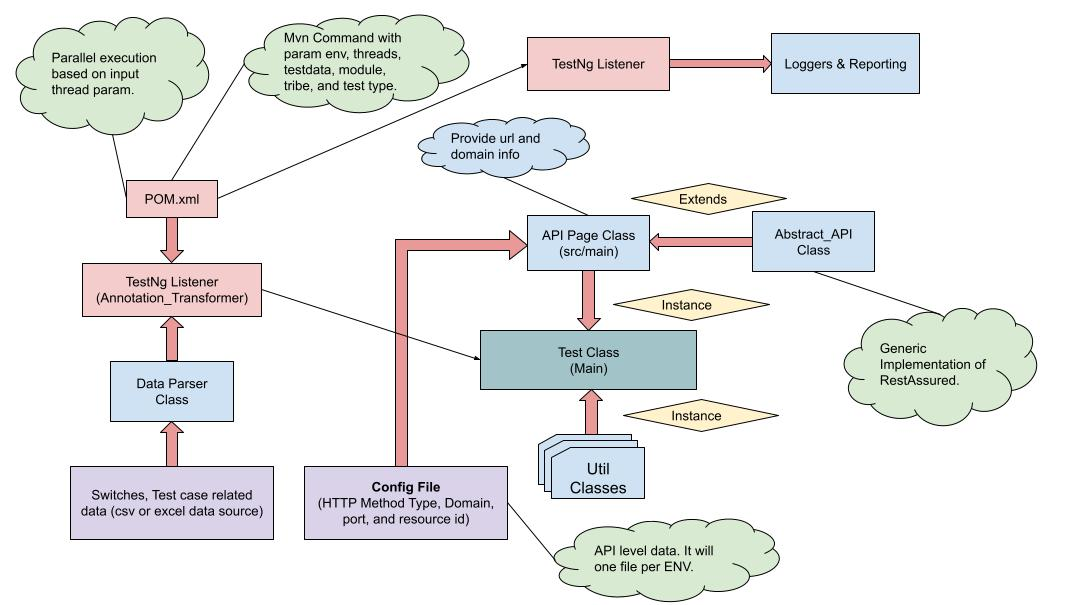 Parallel execution
based on input
thread param.
Mvn Command with
param env, threads,
testdata, module,
tribe, and test type.
TestNg Listener
Loggers & Reporting
Provide url and
domain info
POM.xml
Extends
API Page Class
(src/main)
Abstract_API
Class
TestNg Listener
(Annotation_Transformer)
Instance
Generic
Implementation of
RestAssured.
Test Class
(Main)
Data Parser
Class
Instance
Util
Classes
Switches, Test case related
data (csv or excel data source)
Config File
(HTTP Method Type, Domain,
port, and resource id)
API level data. It will
one file per ENV.